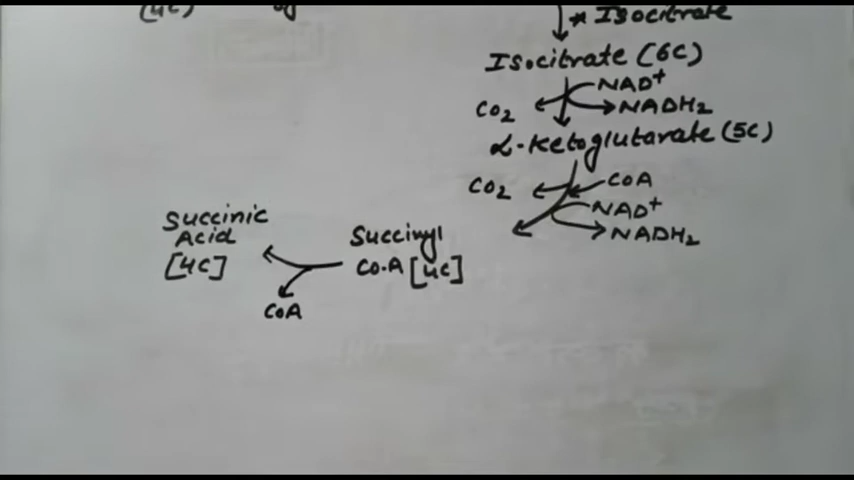 (4C)
* Isocitrate
Isocitrate (6C)
NAD+
CO2
NADH2
α-Ketoglutarate (5C)
CO2
CoA
NAD+
NADH2
Succinyl
CO-A [4C]
Succinic
Acid
[4C]
CoA